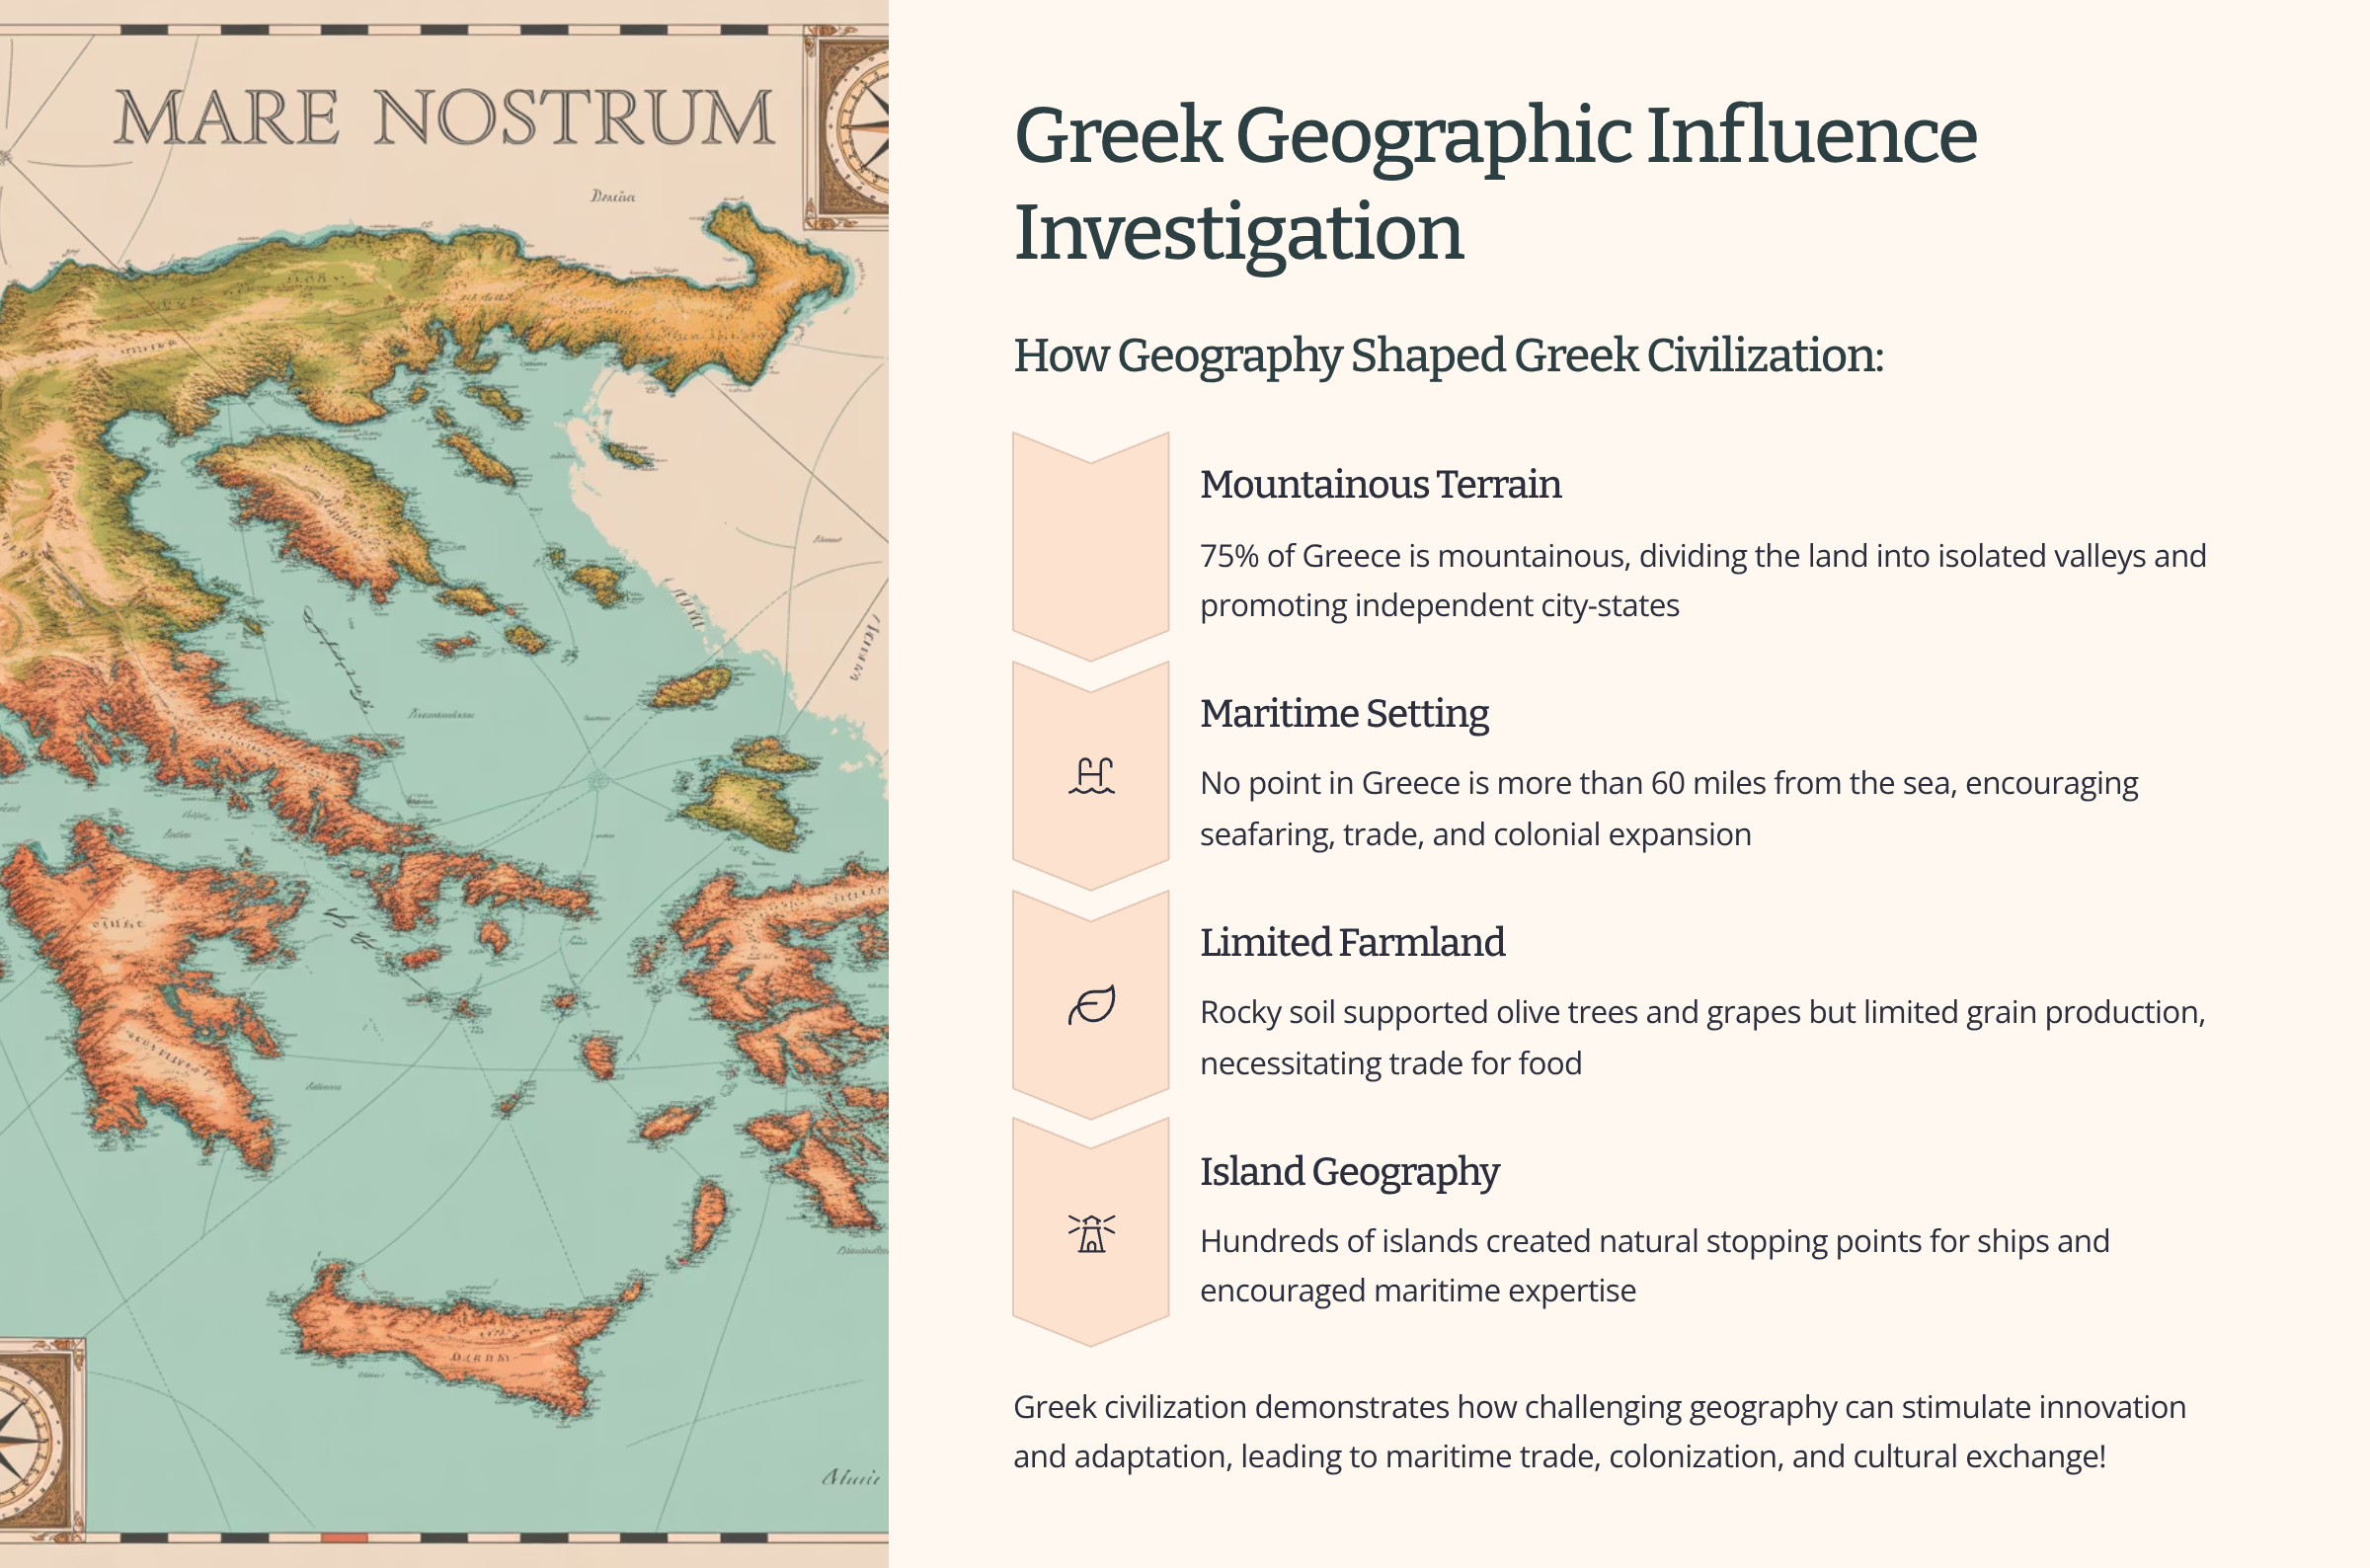 MARE NOSTRUM
Greek Geographic Influence
Investigation
How Geography Shaped Greek Civilization:
Mountainous Terrain
75% of Greece is mountainous, dividing the land into isolated valleys and
promoting independent city-states
Maritime Setting
No point in Greece is more than 60 miles from the sea, encouraging
seafaring, trade, and colonial expansion
Limited Farmland
Rocky soil supported olive trees and grapes but limited grain production,
necessitating trade for food
Island Geography
Hundreds of islands created natural stopping points for ships and
encouraged maritime expertise
Greek civilization demonstrates how challenging geography can stimulate innovation
and adaptation, leading to maritime trade, colonization, and cultural exchange!